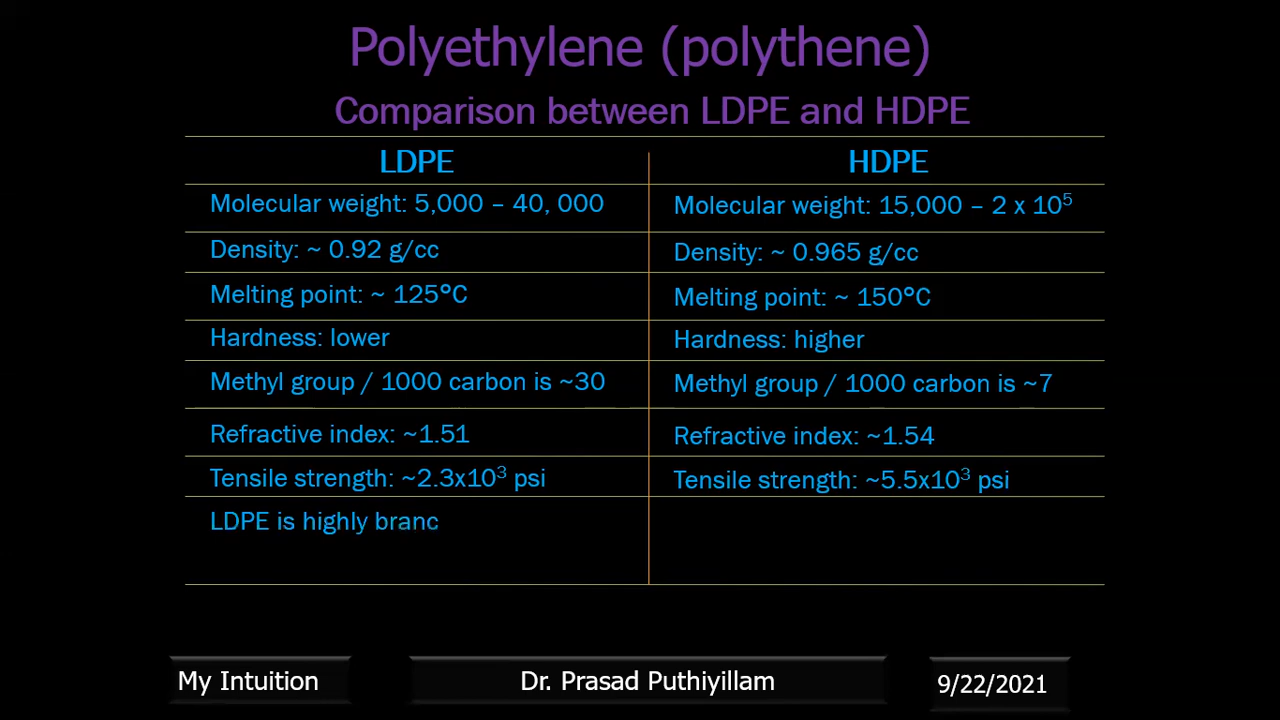 Polyethylene (polythene)
Comparison between LDPE and HDPE
LDPE
HDPE
Molecular weight: 5,000 – 40, 000
Molecular weight: 15,000 – 2 x 10⁵
Density: ~ 0.92 g/cc
Density: ~ 0.965 g/cc
Melting point: ~ 125°C
Melting point: ~ 150°C
Hardness: lower
Hardness: higher
Methyl group / 1000 carbon is ~30
Methyl group / 1000 carbon is ~7
Refractive index: ~1.51
Refractive index: ~1.54
Tensile strength: ~2.3x10³ psi
Tensile strength: ~5.5x10³ psi
LDPE is highly branc
My Intuition
Dr. Prasad Puthiyillam
9/22/2021